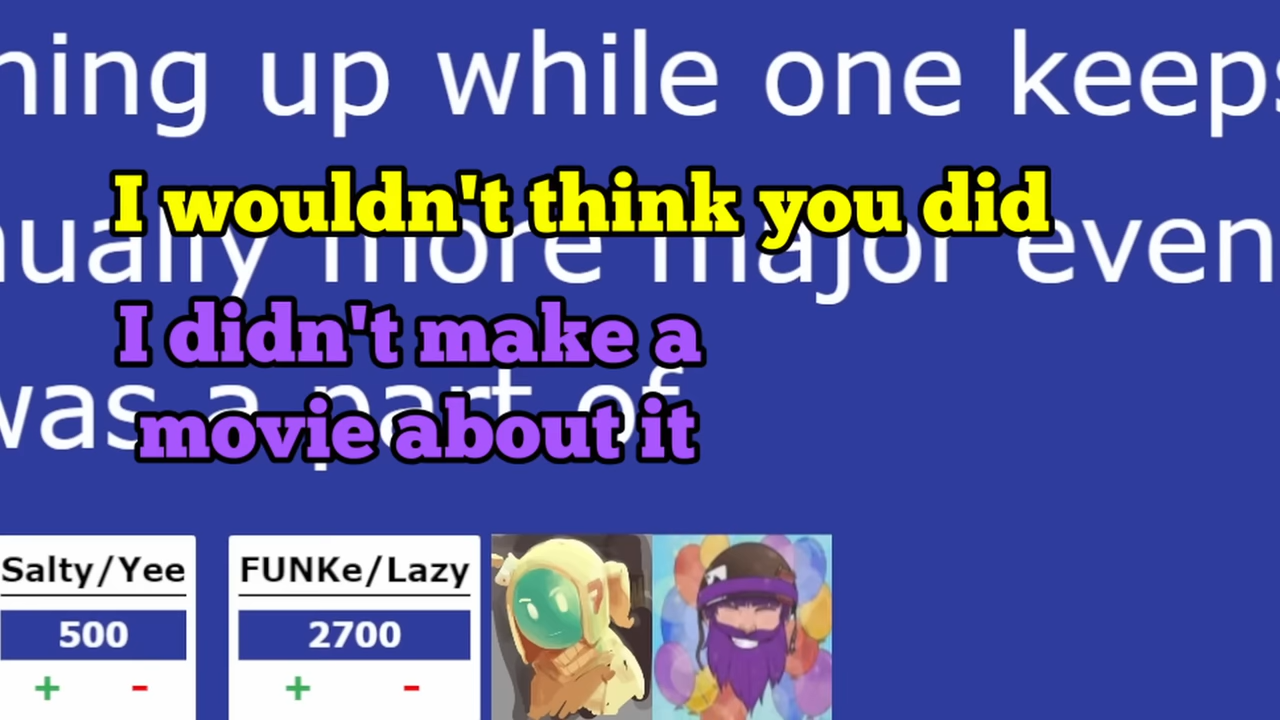 ning up while one keeps
I wouldn't think you did
nually more major even
I didn't make a
was a part of
movie about it
Salty/Yee
FUNKe/Lazy
500
2700
+ -
+ -